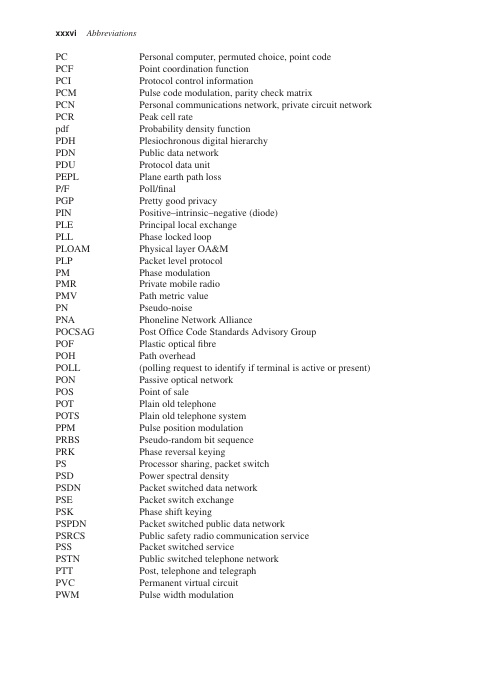 xxxvi Abbreviations
PC Personal computer, permuted choice, point code
PCF Point coordination function
PCI Protocol control information
PCM Pulse code modulation, parity check matrix
PCN Personal communications network, private circuit network
PCR Peak cell rate
pdf Probability density function
PDH Plesiochronous digital hierarchy
PDN Public data network
PDU Protocol data unit
PEPL Plane earth path loss
P/F Poll/final
PGP Pretty good privacy
PIN Positive–intrinsic–negative (diode)
PLE Principal local exchange
PLL Phase locked loop
PLOAM Physical layer OA&M
PLP Packet level protocol
PM Phase modulation
PMR Private mobile radio
PMV Path metric value
PN Pseudo-noise
PNA Phoneline Network Alliance
POCSAG Post Office Code Standards Advisory Group
POF Plastic optical fibre
POH Path overhead
POLL (polling request to identify if terminal is active or present)
PON Passive optical network
POS Point of sale
POT Plain old telephone
POTS Plain old telephone system
PPM Pulse position modulation
PRBS Pseudo-random bit sequence
PRK Phase reversal keying
PS Processor sharing, packet switch
PSD Power spectral density
PSDN Packet switched data network
PSE Packet switch exchange
PSK Phase shift keying
PSPDN Packet switched public data network
PSRCS Public safety radio communication service
PSS Packet switched service
PSTN Public switched telephone network
PTT Post, telephone and telegraph
PVC Permanent virtual circuit
PWM Pulse width modulation